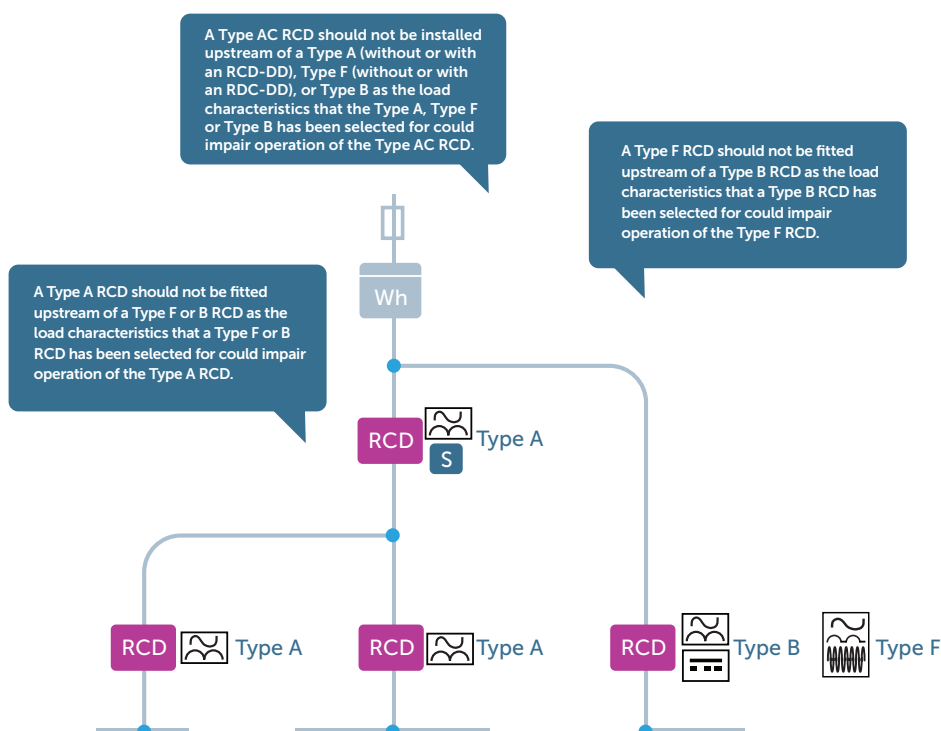 A Type AC RCD should not be installed
upstream of a Type A (without or with
an RCD-DD), Type F (without or with
an RDC-DD), or Type B as the load
characteristics that the Type A, Type F
or Type B has been selected for could
impair operation of the Type AC RCD.
A Type F RCD should not be fitted
upstream of a Type B RCD as the load
characteristics that a Type B RCD has
been selected for could impair
operation of the Type F RCD.
A Type A RCD should not be fitted
upstream of a Type F or B RCD as the
load characteristics that a Type F or B
RCD has been selected for could impair
operation of the Type A RCD.
Wh
RCD
Type A
S
RCD
Type A
RCD
Type A
RCD
Type B
Type F